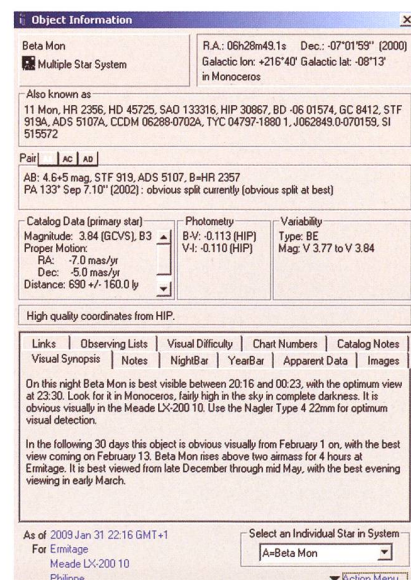 Object Information
Beta Mon
Multiple Star System
R.A.: 06h28m49.1s Dec.: -07°01'59" (2000)
Galactic lon: +216°40' Galactic lat: -08°13'
in Monoceros
Also known as
11 Mon, HR 2356, HD 45725, SAO 133316, HIP 30867, BD -06 01574, GC 8412, STF
919A, ADS 5107A, CCDM 06288-0702A, TYC 04797-1880 1, J062849.0-070159, SI
515572
Pair AC AD
AB: 4.6+5 mag, STF 919, ADS 5107, B=HR 2357
PA 133° Sep 7.10" (2002) : obvious split currently (obvious split at best)
Catalog Data (primary star)
Magnitude: 3.84 (GCVS), B3
Proper Motion:
RA: -7.0 mas/yr
Dec: -5.0 mas/yr
Distance: 690 +/- 160.0 ly
Photometry
B-V: -0.113 (HIP)
V-I: -0.110 (HIP)
Variability
Type: BE
Mag: V 3.77 to V 3.84
High quality coordinates from HIP.
Links Observing Lists Visual Difficulty Chart Numbers Catalog Notes
Visual Synopsis Notes NightBar YearBar Apparent Data Images
On this night Beta Mon is best visible between 20:16 and 00:23, with the optimum view
at 23:30. Look for it in Monoceros, fairly high in the sky in complete darkness. It is
obvious visually in the Meade LX-200 10. Use the Nagler Type 4 22mm for optimum
visual detection.
In the following 30 days this object is obvious visually from February 1 on, with the best
view coming on February 13. Beta Mon rises above two airmass for 4 hours at
Ermitage. It is best viewed from late December through mid May, with the best evening
viewing in early March.
As of 2009 Jan 31 22:16 GMT+1
For Ermitage
Meade LX-200 10
Philippe
Select an Individual Star in System
A=Beta Mon
Action Menu